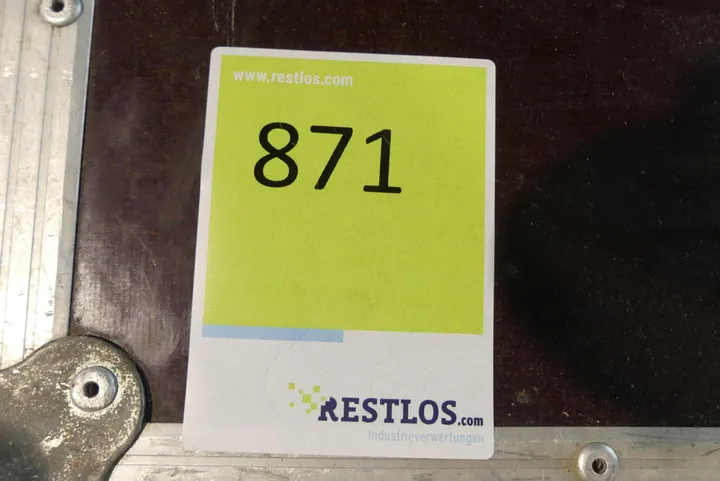 www.restlos.com
871
RESTLOS.com
Industrieverwertungen